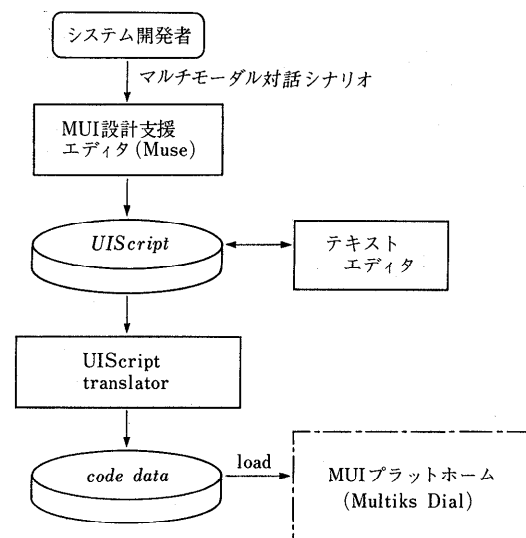 システム開発者
マルチモーダル対話シナリオ
MUI設計支援
エディタ(Muse)
UIScript
テキスト
エディタ
UIScript
translator
code data
load
MUIプラットホーム
(Multiks Dial)